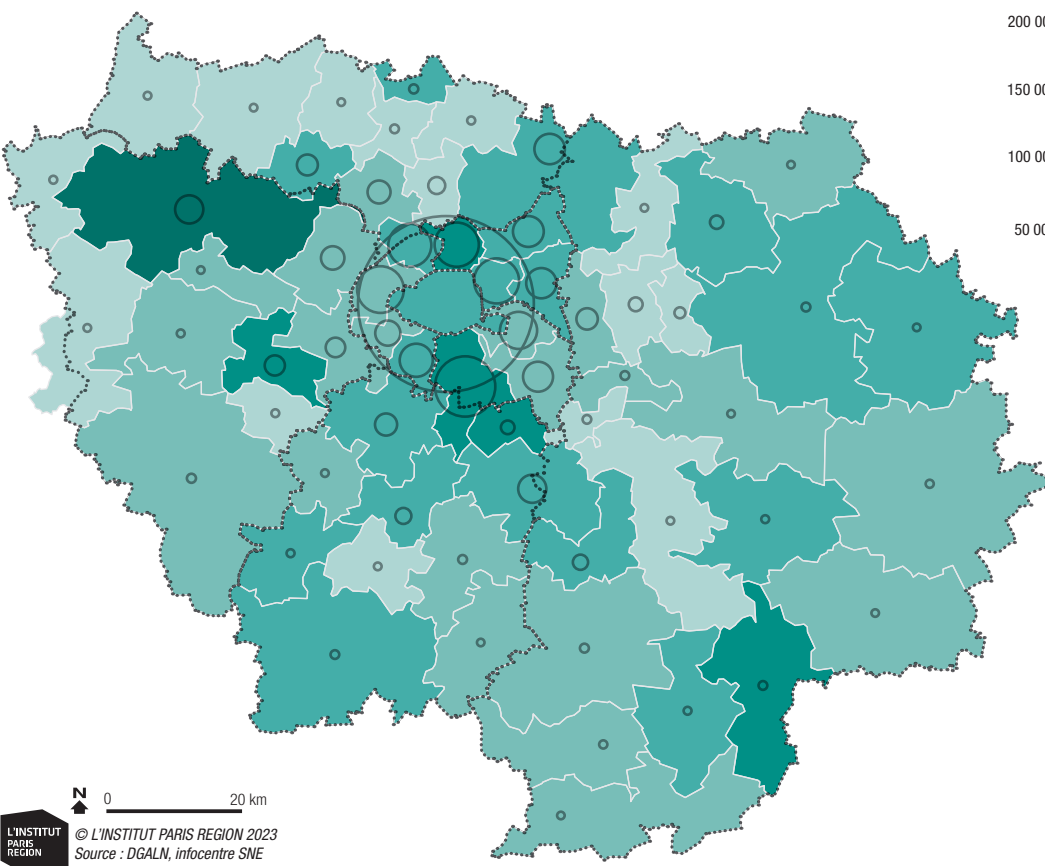 200 00
150 00
100 00
50 00
N
0 20 km
L'INSTITUT
PARIS
REGION
© L'INSTITUT PARIS REGION 2023
Source : DGALN, infocentre SNE